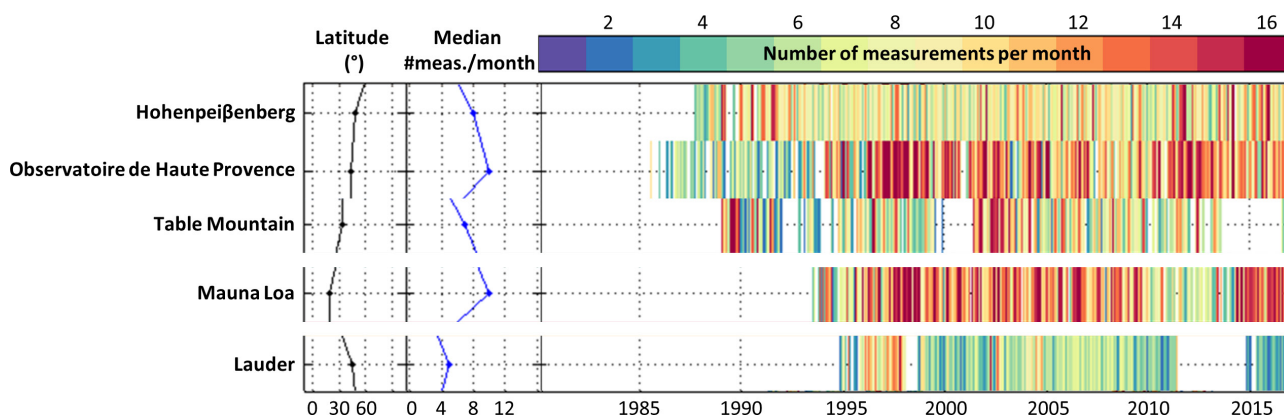 2 4 6 8 10 12 14 16
Latitude
(°)
Median
#meas./month
Number of measurements per month
Hohenpeiβenberg
Observatoire de Haute Provence
Table Mountain
Mauna Loa
Lauder
0 30 60 0 4 8 12 1985 1990 1995 2000 2005 2010 2015